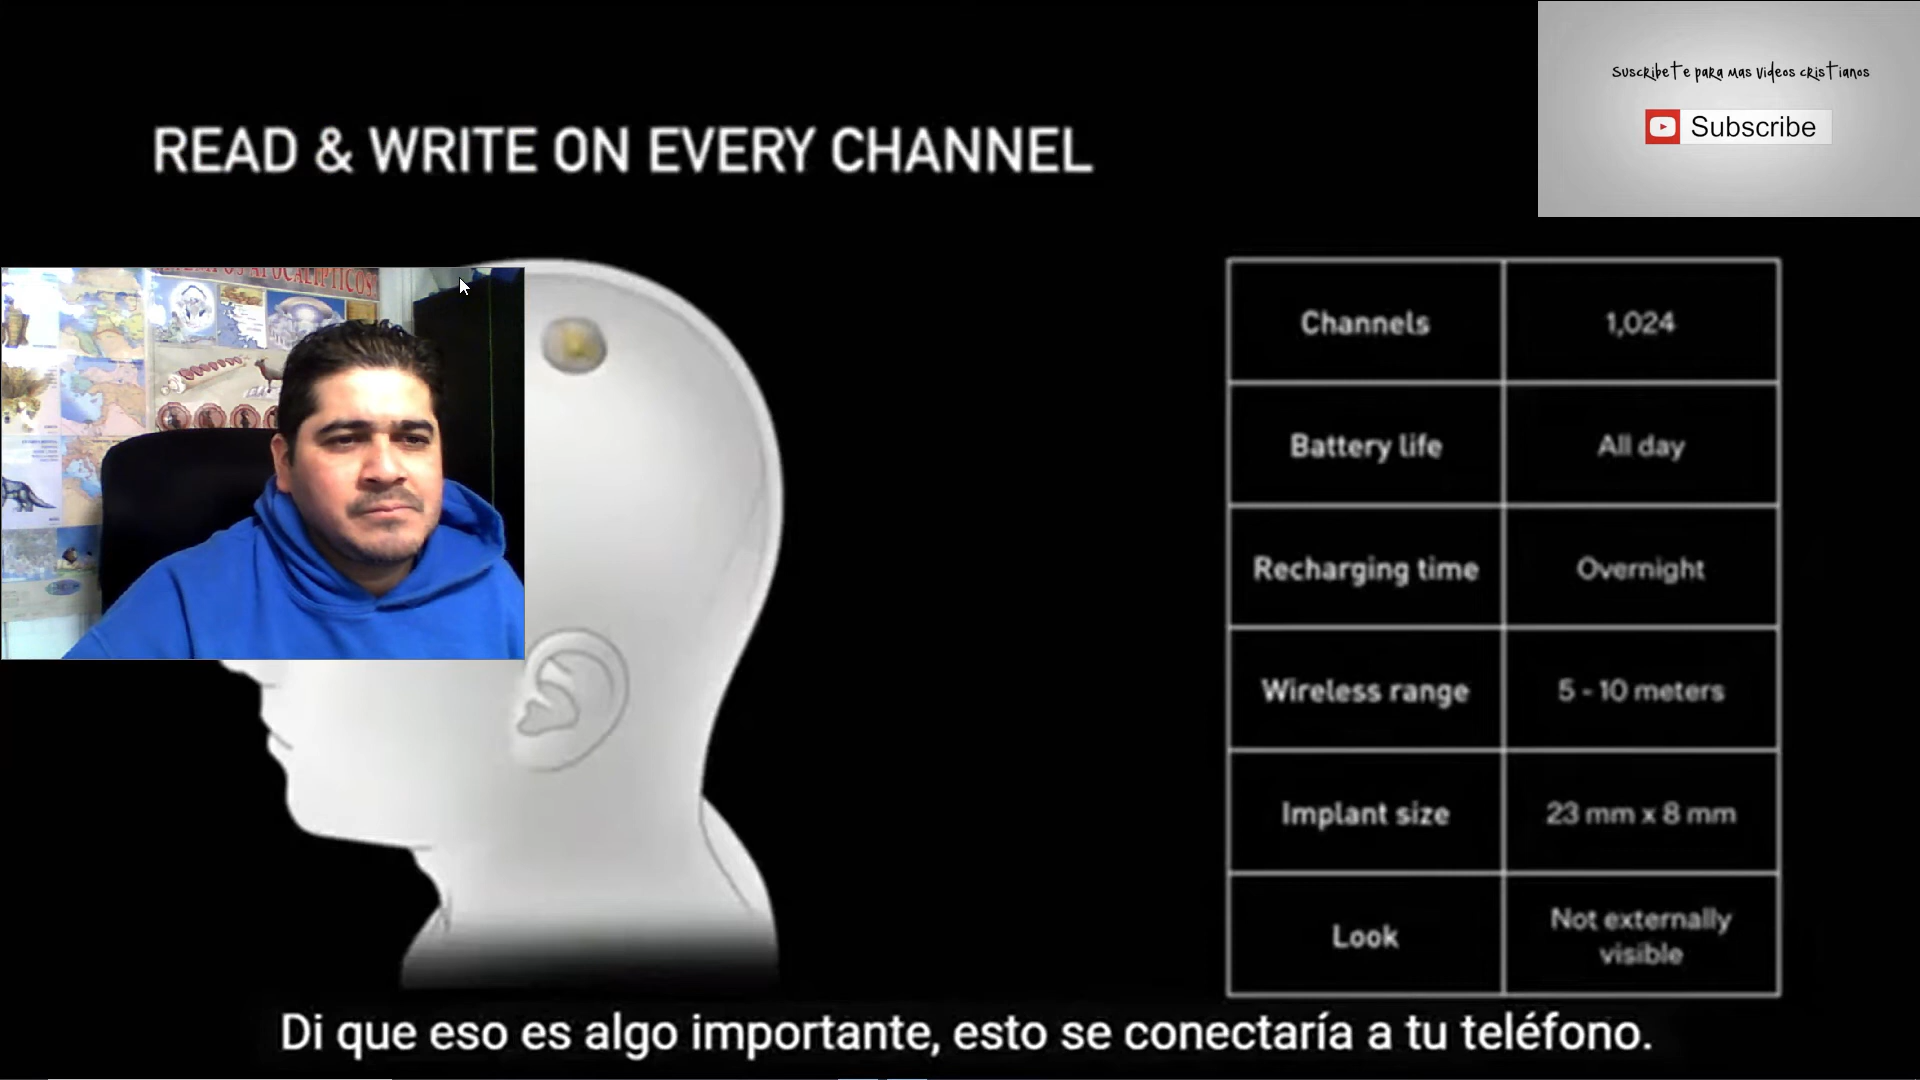 Suscribete para mas videos cristianos
Subscribe
READ & WRITE ON EVERY CHANNEL
APOCALIPTICOS
Channels 1,024
Battery life All day
Recharging time Overnight
Wireless range 5 - 10 meters
Implant size 23 mm x 8 mm
Look Not externally
visible
Di que eso es algo importante, esto se conectaría a tu teléfono.